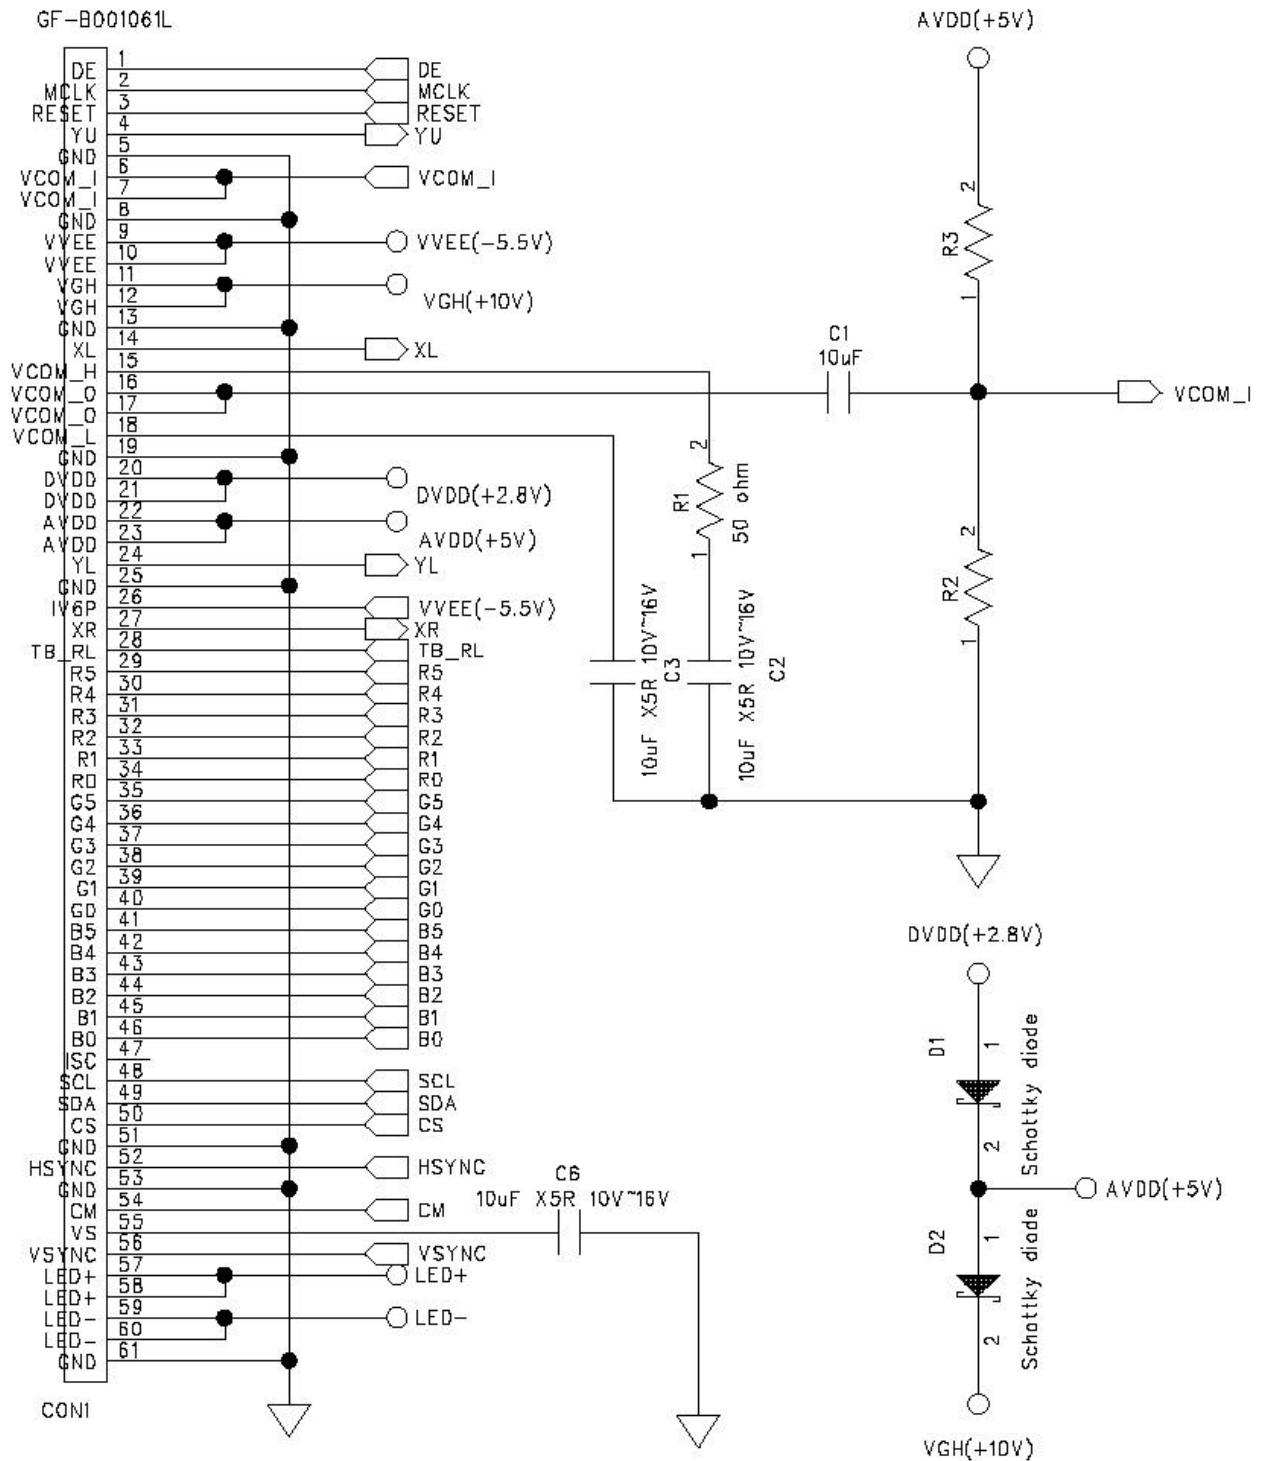 GF-B001061L
DE 1 DE
MCLK 2 MCLK
RESET 3 RESET
YU 4 YU
GND 5
VCOM_I 6 VCOM_I
VCOM_I 7
GND 8
VVEE 9 VVEE(-5.5V)
VVEE 10
VGH 11 VGH(+10V)
VGH 12
GND 13
XL 14 XL
VCOM_H 15
VCOM_O 16
VCOM_O 17
VCOM_L 18
GND 19
DVDD 20 DVDD(+2.8V)
DVDD 21
AVDD 22 AVDD(+5V)
AVDD 23
YL 24 YL
GND 25
IV6P 26 VVEE(-5.5V)
XR 27 XR
TB_RL 28 TB_RL
R5 29 R5
R4 30 R4
R3 31 R3
R2 32 R2
R1 33 R1
R0 34 R0
G5 35 G5
G4 36 G4
G3 37 G3
G2 38 G2
G1 39 G1
G0 40 G0
B5 41 B5
B4 42 B4
B3 43 B3
B2 44 B2
B1 45 B1
B0 46 B0
ISC 47
SCL 48 SCL
SDA 49 SDA
CS 50 CS
GND 51
HSYNC 52 HSYNC
GND 53
CM 54 CM
VS 55
VSYNC 56 VSYNC
LED+ 57 LED+
LED+ 58
LED- 59 LED-
LED- 60
GND 61
CON1
C6
10uF X5R 10V~16V
AVDD(+5V)
2
R3
1
C1
10uF
VCOM_I
2
R1
50 ohm
1
2
R2
1
10uF X5R 10V~16V
C3
10uF X5R 10V~16V
C2
DVDD(+2.8V)
D1
1
2
Schottky diode
AVDD(+5V)
D2
1
2
Schottky diode
VGH(+10V)